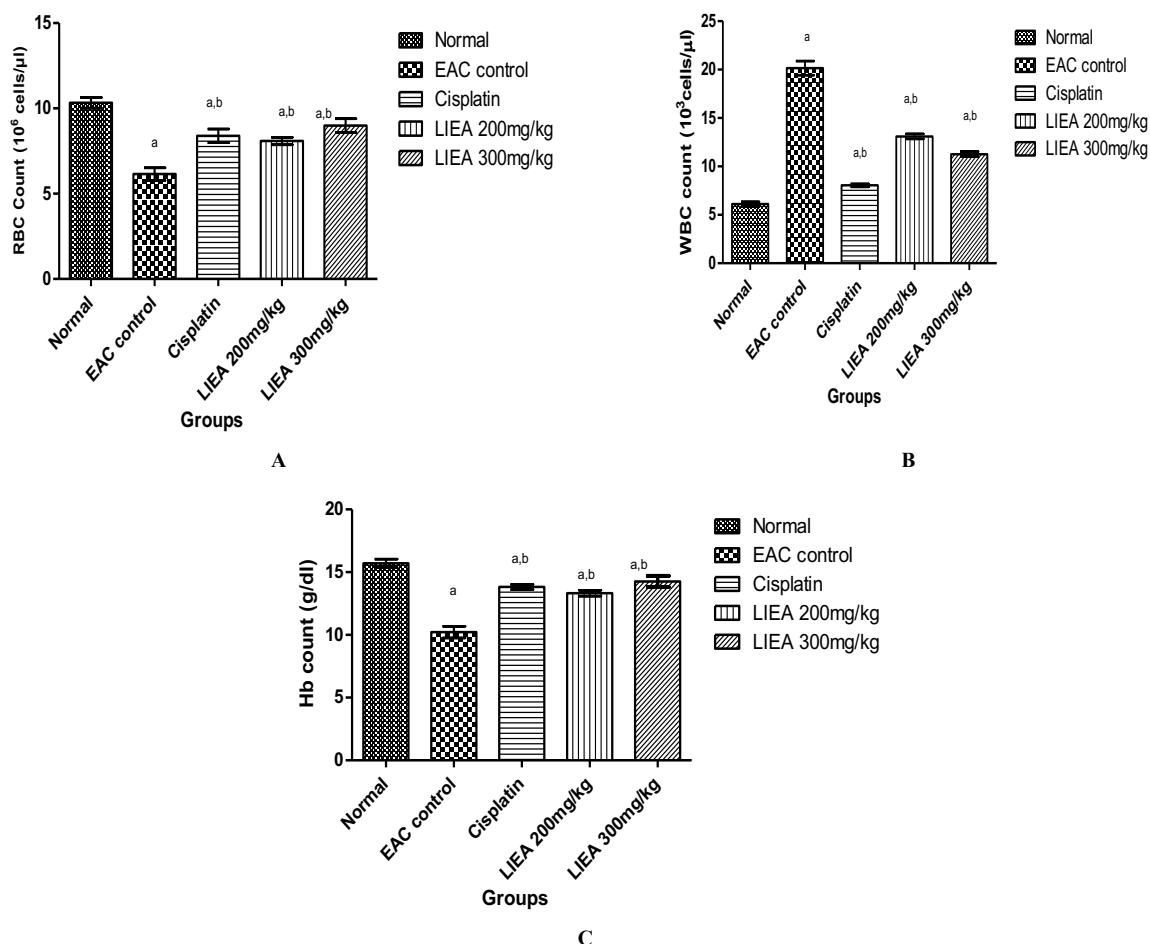 15
10
5
0
RBC Count (10⁶ cells/µl)
a
a,b
a,b
a,b
Normal
EAC control
Cisplatin
LIEA 200mg/kg
LIEA 300mg/kg
Groups
Normal
EAC control
Cisplatin
LIEA 200mg/kg
LIEA 300mg/kg
A
25
20
15
10
5
0
WBC count (10³cells/µl)
a
a,b
a,b
a,b
Normal
EAC control
Cisplatin
LIEA 200mg/kg
LIEA 300mg/kg
Groups
Normal
EAC control
Cisplatin
LIEA 200mg/kg
LIEA 300mg/kg
B
20
15
10
5
0
Hb count (g/dl)
a
a,b
a,b
a,b
Normal
EAC control
Cisplatin
LIEA 200mg/kg
LIEA 300mg/kg
Groups
Normal
EAC control
Cisplatin
LIEA 200mg/kg
LIEA 300mg/kg
C